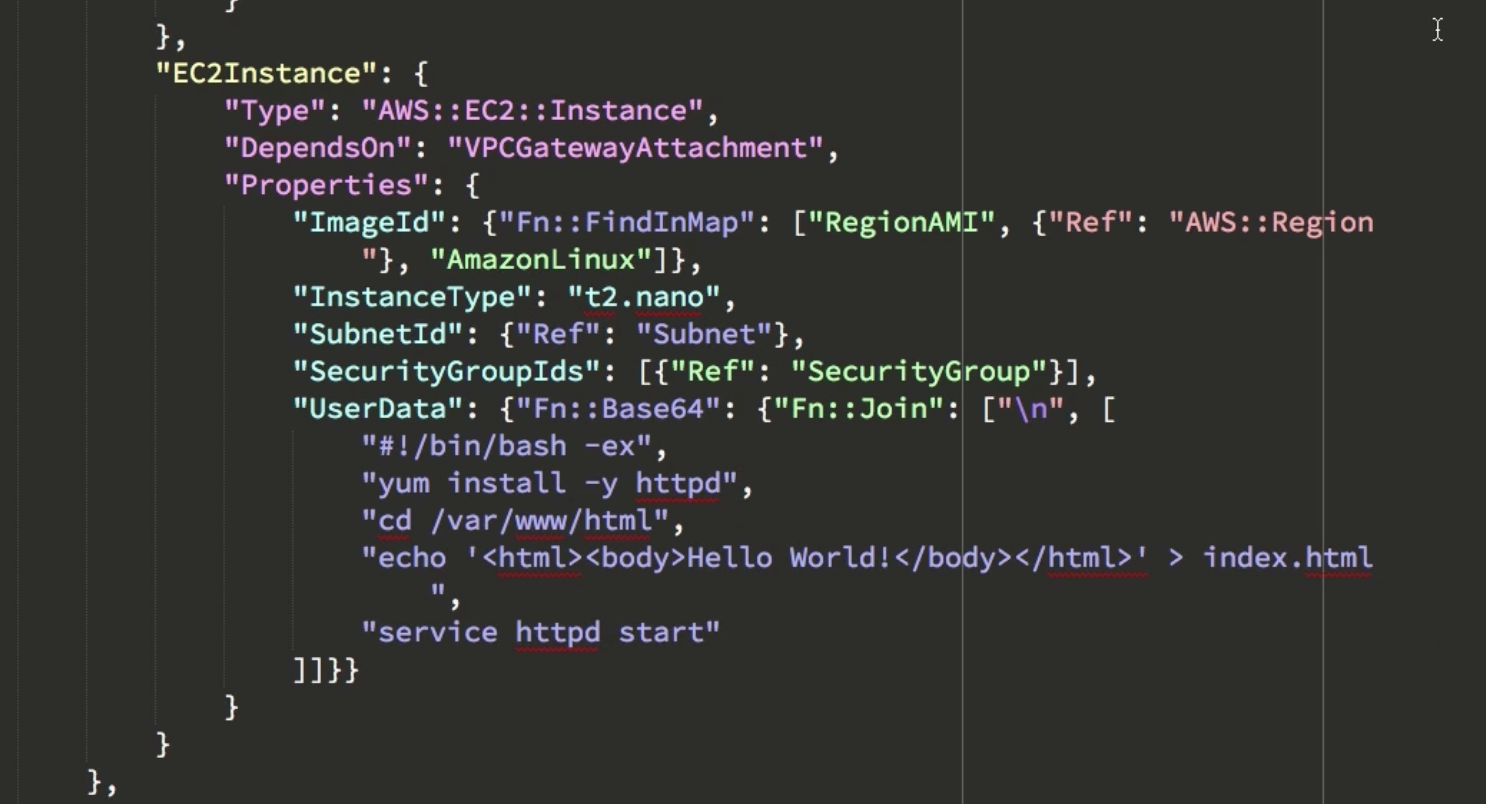 }
},
"EC2Instance": {
"Type": "AWS::EC2::Instance",
"DependsOn": "VPCGatewayAttachment",
"Properties": {
"ImageId": {"Fn::FindInMap": ["RegionAMI", {"Ref": "AWS::Region
"}, "AmazonLinux"]},
"InstanceType": "t2.nano",
"SubnetId": {"Ref": "Subnet"},
"SecurityGroupIds": [{"Ref": "SecurityGroup"}],
"UserData": {"Fn::Base64": {"Fn::Join": ["\n", [
"#!/bin/bash -ex",
"yum install -y httpd",
"cd /var/www/html",
"echo '<html><body>Hello World!</body></html>' > index.html
",
"service httpd start"
]]}}
}
}
},